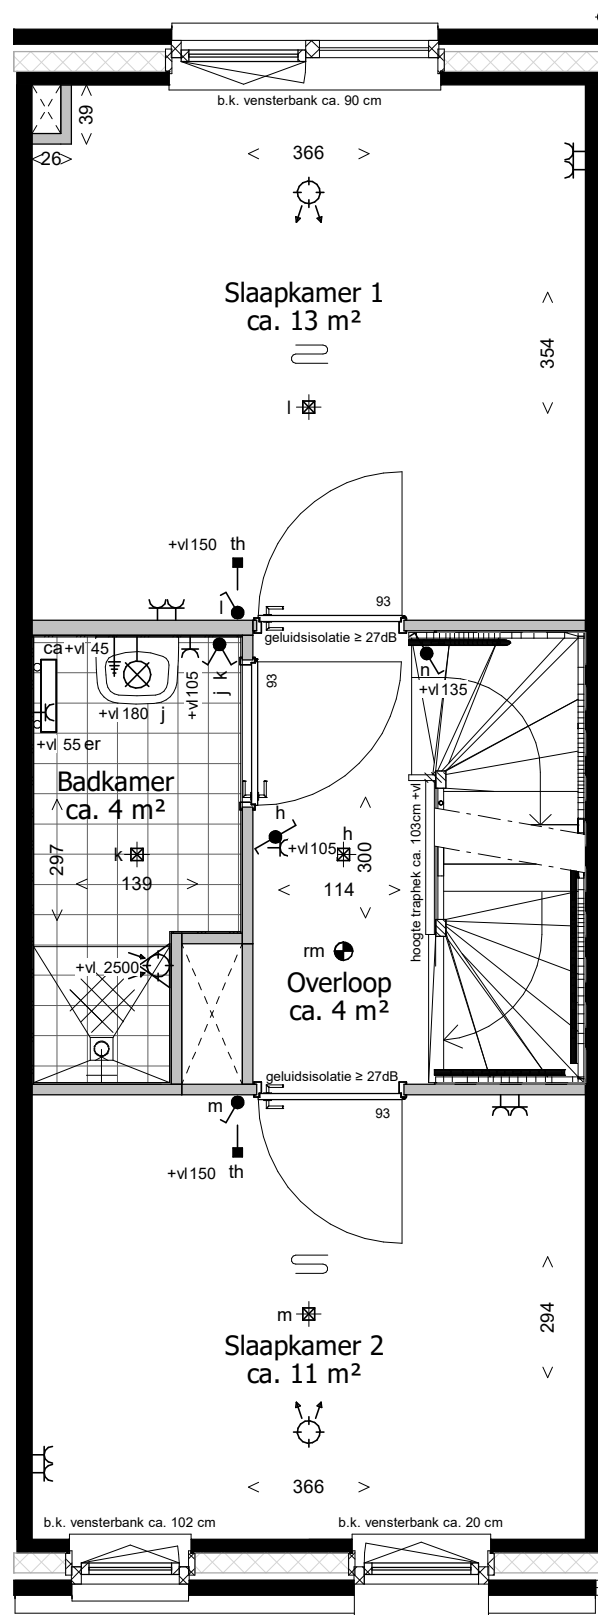 b.k. vensterbank ca. 90 cm
39
26
366
Slaapkamer 1
ca. 13 m²
354
l
+vl 150 th
l
93
geluidsisolatie ≥ 27dB
ca+vl 45
+vl 105
j k
93
n
+vl 135
+vl 180 j
+vl 55 er
Badkamer
ca. 4 m²
h
h
+vl 105
hoogte traphek ca. 103cm +vl
297
k
139
300
114
rm
+vl 2500
Overloop
ca. 4 m²
geluidsisolatie ≥ 27dB
m
93
+vl 150 th
294
m
Slaapkamer 2
ca. 11 m²
366
b.k. vensterbank ca. 102 cm
b.k. vensterbank ca. 20 cm